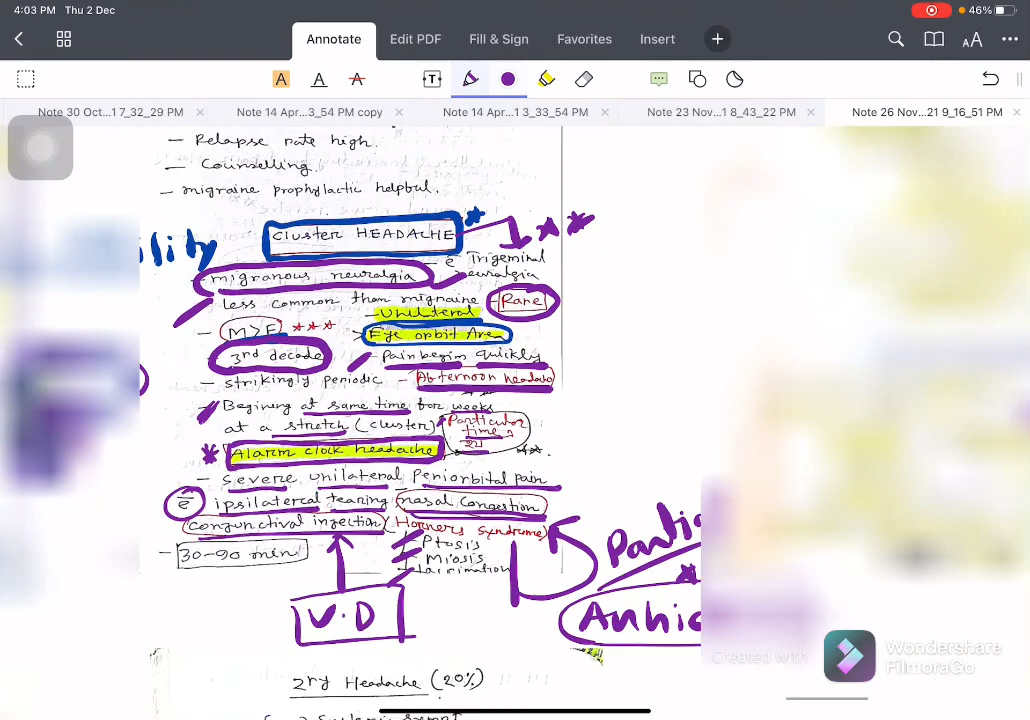 4:03 PM Thu 2 Dec
46%
Annotate Edit PDF Fill & Sign Favorites Insert
Note 30 Oct...1 7_32_29 PM
Note 14 Apr...3_54 PM copy
Note 14 Apr...1 3_33_54 PM
Note 23 Nov...1 8_43_22 PM
Note 26 Nov...21 9_16_51 PM
– Relapse rate high.
– Counselling.
– migraine prophylactic helpful.
Cluster HEADACHE
ility
– ē Trigeminal
neuralgia
– migranous neuralgia
less common than migraine – Rare
– Unilateral
– M>F ***
> Eye orbit Area
3rd decade
– Pain begin quickly
– strikingly periodic – Afternoon
– Begining at same time for weeks
at a stretch (cluster)
Particular
time
Alarm clock headache
– severe unilateral Periorbital pain
ē ipsilateral tearing nasal congestion
conjunctival injection (Horners syndrome)
– Ptosis
– Miosis
– Lacrimation
– 30-90 min
V.D
Parti
Anhi
2ry Headache (20%)
Created with
Wondershare
FilmoraGo